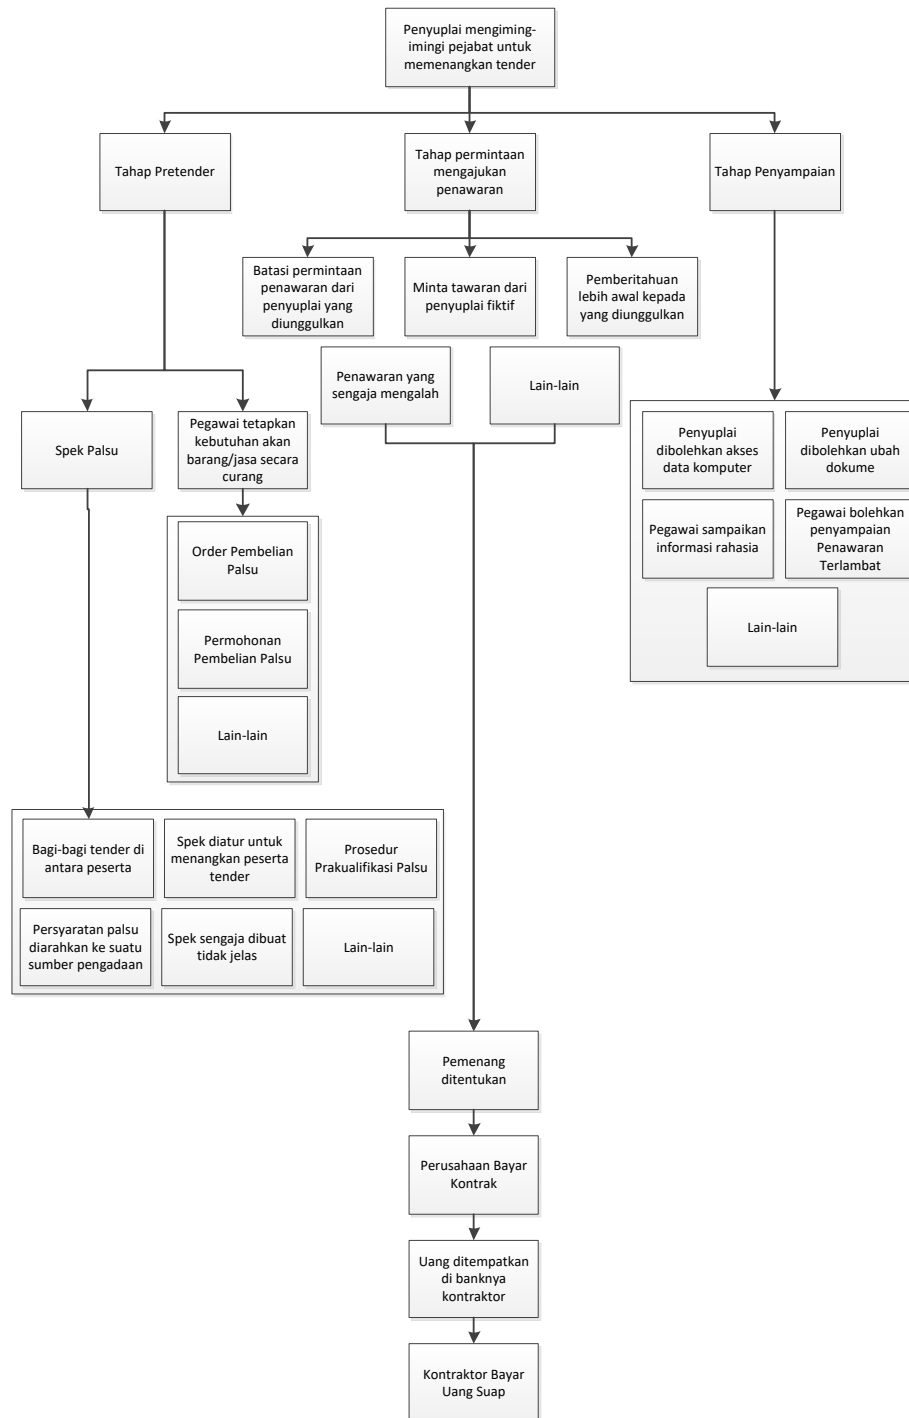 Penyuplai mengiming-
imingi pejabat untuk
memenangkan tender
Tahap Pretender
Tahap permintaan
mengajukan
penawaran
Tahap Penyampaian
Batasi permintaan
penawaran dari
penyuplai yang
diunggulkan
Minta tawaran dari
penyuplai fiktif
Pemberitahuan
lebih awal kepada
yang diunggulkan
Penawaran yang
sengaja mengalah
Lain-lain
Spek Palsu
Pegawai tetapkan
kebutuhan akan
barang/jasa secara
curang
Penyuplai
dibolehkan akses
data komputer
Penyuplai
dibolehkan ubah
dokume
Pegawai sampaikan
informasi rahasia
Pegawai bolehkan
penyampaian
Penawaran
Terlambat
Lain-lain
Order Pembelian
Palsu
Permohonan
Pembelian Palsu
Lain-lain
Bagi-bagi tender di
antara peserta
Spek diatur untuk
menangkan peserta
tender
Prosedur
Prakualifikasi Palsu
Persyaratan palsu
diarahkan ke suatu
sumber pengadaan
Spek sengaja dibuat
tidak jelas
Lain-lain
Pemenang
ditentukan
Perusahaan Bayar
Kontrak
Uang ditempatkan
di banknya
kontraktor
Kontraktor Bayar
Uang Suap